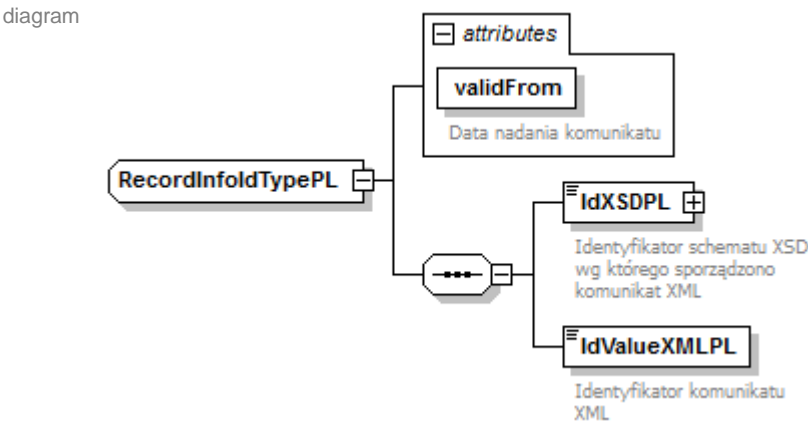 diagram
attributes
validFrom
Data nadania komunikatu
RecordInfoIdTypePL
IdXSDPL
Identyfikator schematu XSD
wg którego sporządzono
komunikat XML
IdValueXMLPL
Identyfikator komunikatu
XML